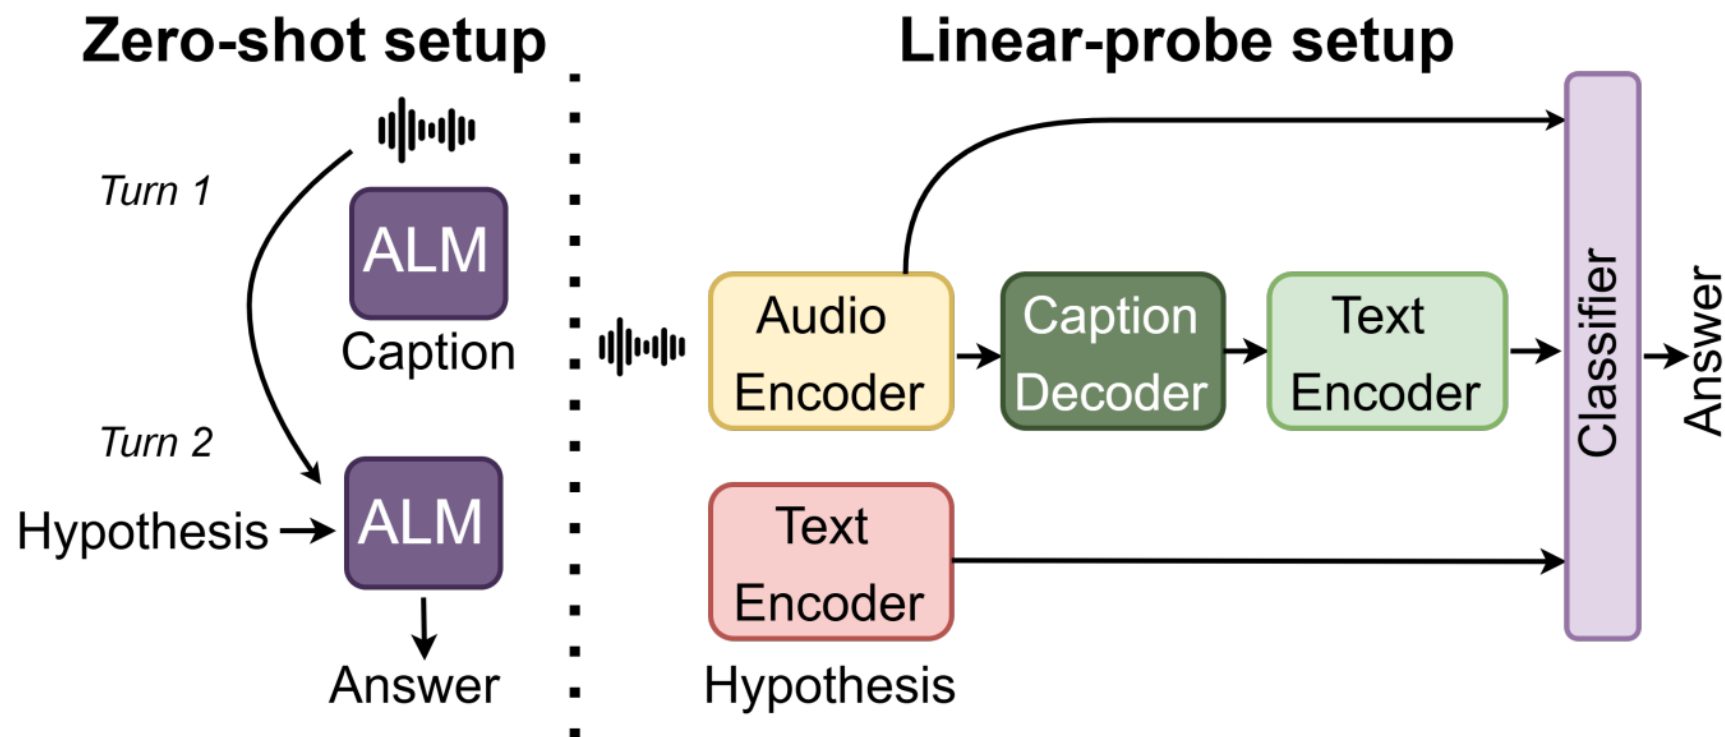 Zero-shot setup
Turn 1
ALM
Caption
Turn 2
Hypothesis
ALM
Answer
Linear-probe setup
Audio
Encoder
Caption
Decoder
Text
Encoder
Text
Encoder
Hypothesis
Classifier
Answer